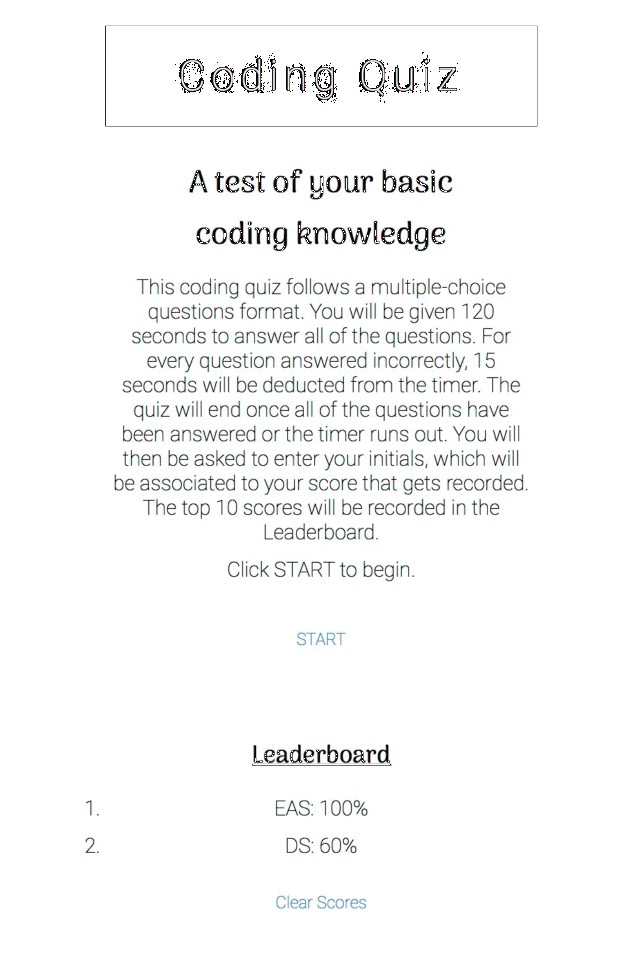 Coding Quiz
A test of your basic
coding knowledge
This coding quiz follows a multiple-choice
questions format. You will be given 120
seconds to answer all of the questions. For
every question answered incorrectly, 15
seconds will be deducted from the timer. The
quiz will end once all of the questions have
been answered or the timer runs out. You will
then be asked to enter your initials, which will
be associated to your score that gets recorded.
The top 10 scores will be recorded in the
Leaderboard.
Click START to begin.
START
Leaderboard
1. EAS: 100%
2. DS: 60%
Clear Scores